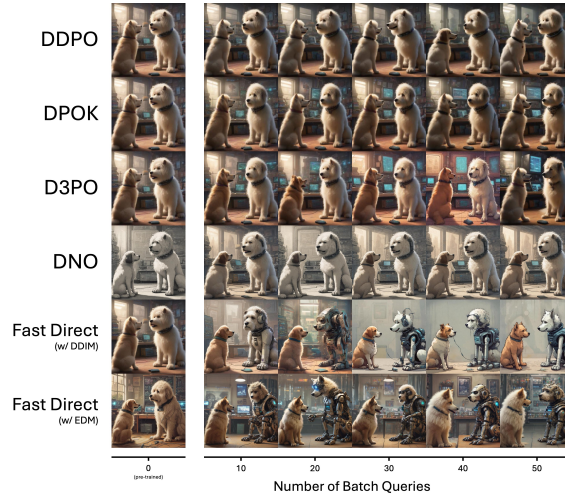 DDPO
DPOK
D3PO
DNO
Fast Direct
(w/ DDIM)
Fast Direct
(w/ EDM)
0 10 20 30 40 50
(pre-trained)
Number of Batch Queries